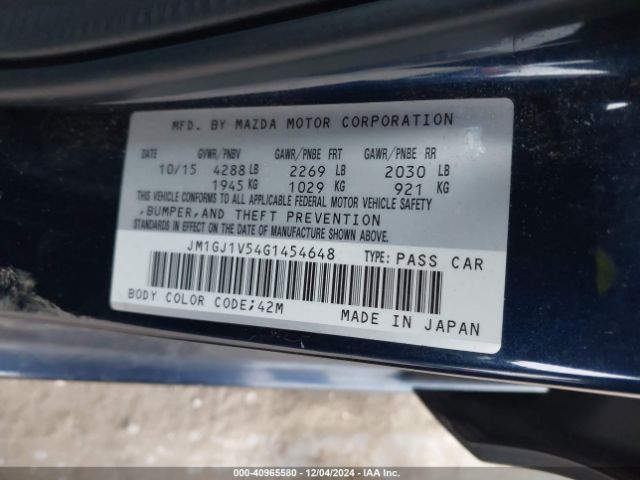 MFD. BY MAZDA MOTOR CORPORATION
DATE GVWR/PNBV GAWR/PNBE FRT GAWR/PNBE RR
10/15 4288 LB 2269 LB 2030 LB
1945 KG 1029 KG 921 KG
THIS VEHICLE CONFORMS TO ALL APPLICABLE FEDERAL MOTOR VEHICLE SAFETY
,BUMPER,AND THEFT PREVENTION
STANDARDS IN EFFECT ON THE DATE OF MANUFACTURE SHOWN ABOVE.
JM1GJ1V54G1454648 TYPE: PASS CAR
BODY COLOR CODE;42M MADE IN JAPAN
000-40965580 - 12/04/2024 - IAA Inc.